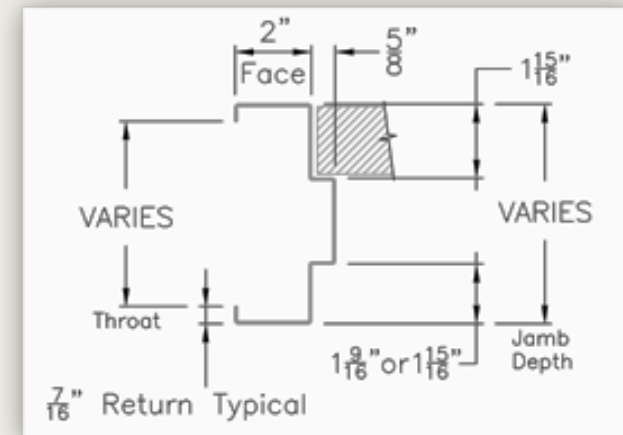 2"
Face
5/8"
1 15/16"
VARIES
VARIES
Throat
Jamb
Depth
1 9/16" or 1 15/16"
7/16" Return Typical